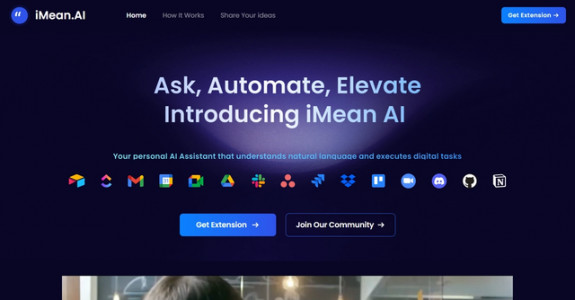 iMean.AI
Home How It Works Share Your ideas
Get Extension →
Ask, Automate, Elevate
Introducing iMean AI
Your personal AI Assistant that understands natural language and executes digital tasks
Get Extension →
Join Our Community →